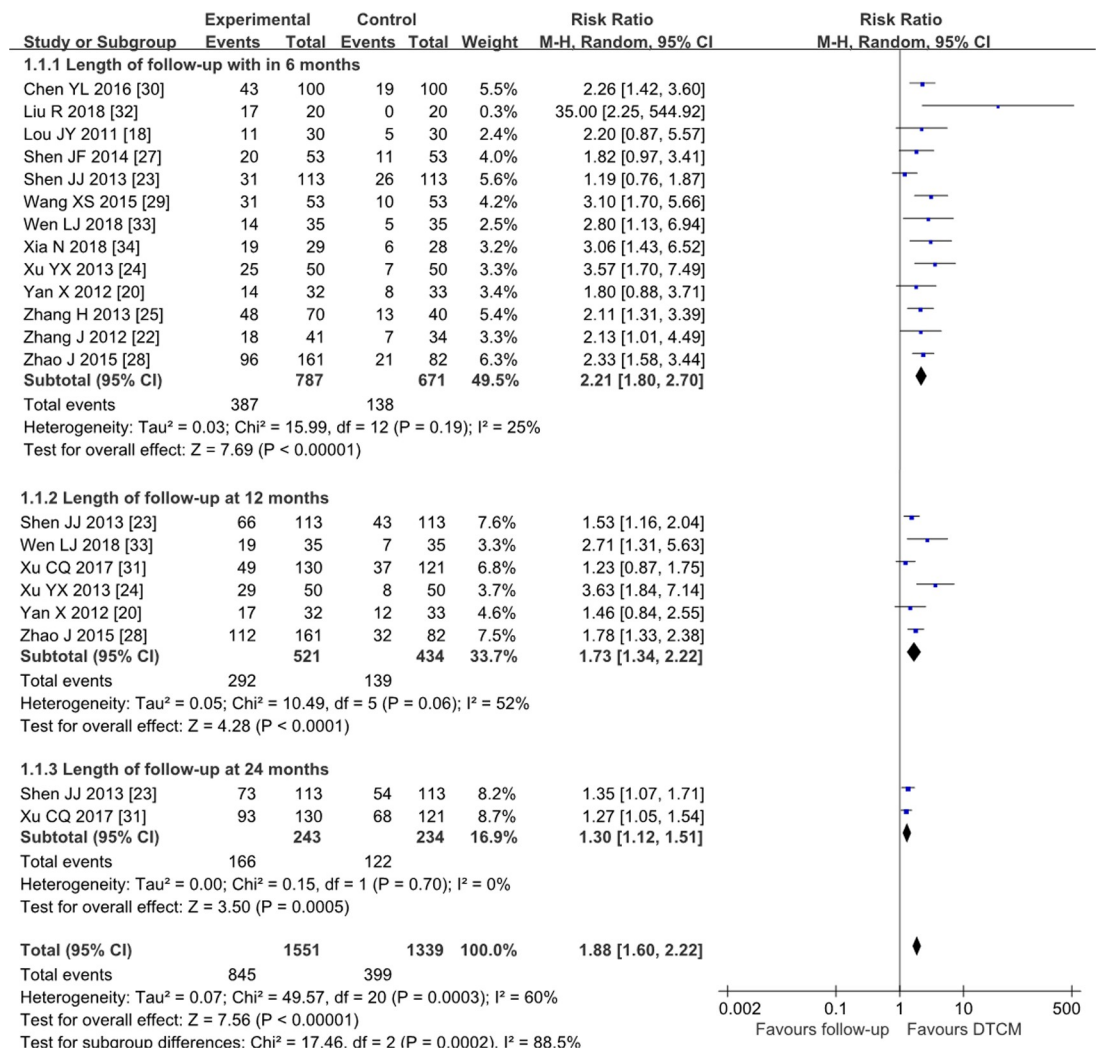 Experimental Control Risk Ratio Risk Ratio
Study or Subgroup Events Total Events Total Weight M-H, Random, 95% CI M-H, Random, 95% CI
1.1.1 Length of follow-up with in 6 months
Chen YL 2016 [30] 43 100 19 100 5.5% 2.26 [1.42, 3.60]
Liu R 2018 [32] 17 20 0 20 0.3% 35.00 [2.25, 544.92]
Lou JY 2011 [18] 11 30 5 30 2.4% 2.20 [0.87, 5.57]
Shen JF 2014 [27] 20 53 11 53 4.0% 1.82 [0.97, 3.41]
Shen JJ 2013 [23] 31 113 26 113 5.6% 1.19 [0.76, 1.87]
Wang XS 2015 [29] 31 53 10 53 4.2% 3.10 [1.70, 5.66]
Wen LJ 2018 [33] 14 35 5 35 2.5% 2.80 [1.13, 6.94]
Xia N 2018 [34] 19 29 6 28 3.2% 3.06 [1.43, 6.52]
Xu YX 2013 [24] 25 50 7 50 3.3% 3.57 [1.70, 7.49]
Yan X 2012 [20] 14 32 8 33 3.4% 1.80 [0.88, 3.71]
Zhang H 2013 [25] 48 70 13 40 5.4% 2.11 [1.31, 3.39]
Zhang J 2012 [22] 18 41 7 34 3.3% 2.13 [1.01, 4.49]
Zhao J 2015 [28] 96 161 21 82 6.3% 2.33 [1.58, 3.44]
Subtotal (95% CI) 787 671 49.5% 2.21 [1.80, 2.70]
Total events 387 138
Heterogeneity: Tau² = 0.03; Chi² = 15.99, df = 12 (P = 0.19); I² = 25%
Test for overall effect: Z = 7.69 (P < 0.00001)
1.1.2 Length of follow-up at 12 months
Shen JJ 2013 [23] 66 113 43 113 7.6% 1.53 [1.16, 2.04]
Wen LJ 2018 [33] 19 35 7 35 3.3% 2.71 [1.31, 5.63]
Xu CQ 2017 [31] 49 130 37 121 6.8% 1.23 [0.87, 1.75]
Xu YX 2013 [24] 29 50 8 50 3.7% 3.63 [1.84, 7.14]
Yan X 2012 [20] 17 32 12 33 4.6% 1.46 [0.84, 2.55]
Zhao J 2015 [28] 112 161 32 82 7.5% 1.78 [1.33, 2.38]
Subtotal (95% CI) 521 434 33.7% 1.73 [1.34, 2.22]
Total events 292 139
Heterogeneity: Tau² = 0.05; Chi² = 10.49, df = 5 (P = 0.06); I² = 52%
Test for overall effect: Z = 4.28 (P < 0.0001)
1.1.3 Length of follow-up at 24 months
Shen JJ 2013 [23] 73 113 54 113 8.2% 1.35 [1.07, 1.71]
Xu CQ 2017 [31] 93 130 68 121 8.7% 1.27 [1.05, 1.54]
Subtotal (95% CI) 243 234 16.9% 1.30 [1.12, 1.51]
Total events 166 122
Heterogeneity: Tau² = 0.00; Chi² = 0.15, df = 1 (P = 0.70); I² = 0%
Test for overall effect: Z = 3.50 (P = 0.0005)
Total (95% CI) 1551 1339 100.0% 1.88 [1.60, 2.22]
Total events 845 399
Heterogeneity: Tau² = 0.07; Chi² = 49.57, df = 20 (P = 0.0003); I² = 60%
Test for overall effect: Z = 7.56 (P < 0.00001)
Test for subgroup differences: Chi² = 17.46, df = 2 (P = 0.0002), I² = 88.5%
0.002 0.1 1 10 500
Favours follow-up Favours DTCM